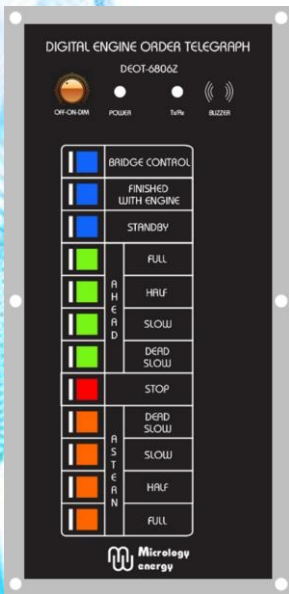 DIGITAL ENGINE ORDER TELEGRAPH
DEOT-6806Z
OFF-ON-DIM POWER Tx/Rx BUZZER
BRIDGE CONTROL
FINISHED
WITH ENGINE
STANDBY
AHEAD
FULL
HALF
SLOW
DEAD
SLOW
STOP
ASTERN
DEAD
SLOW
SLOW
HALF
FULL
Micrology
energy